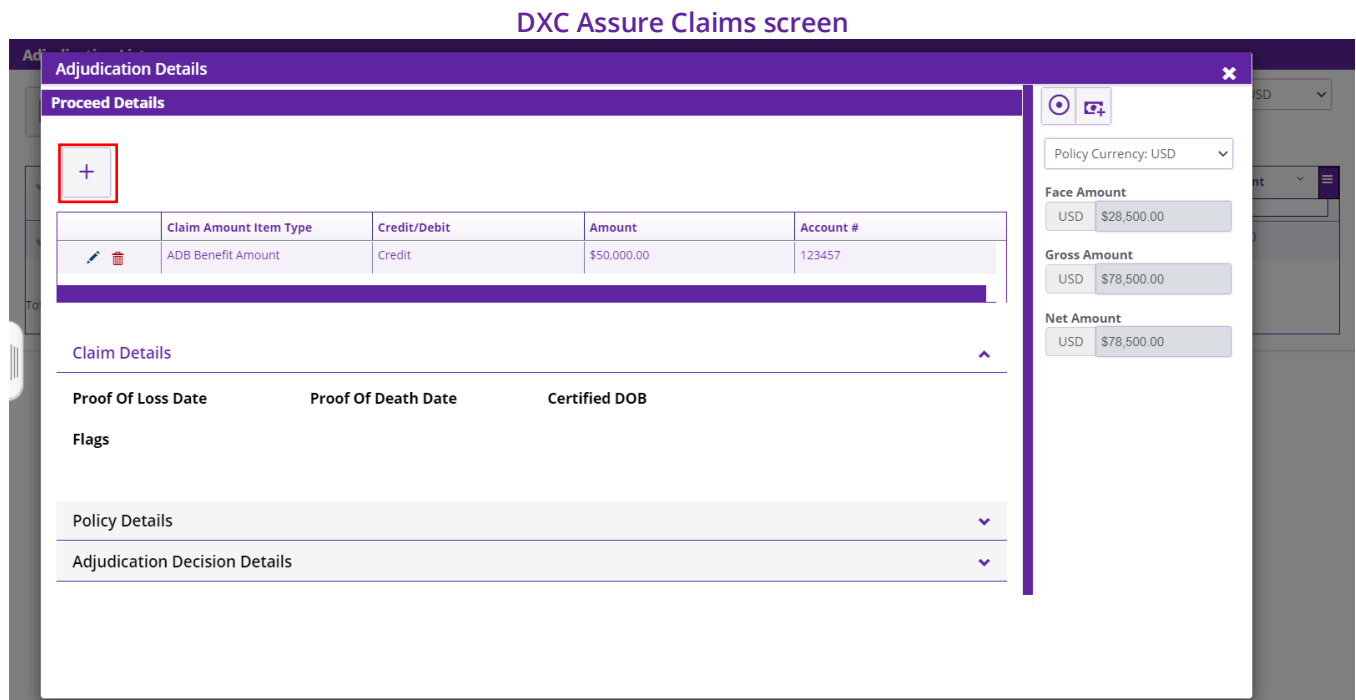 DXC Assure Claims screen
Adjudication Details
Proceed Details
USD
+
Policy Currency: USD
Face Amount
USD $28,500.00
Claim Amount Item Type Credit/Debit Amount Account #
ADB Benefit Amount Credit $50,000.00 123457
Gross Amount
USD $78,500.00
Net Amount
USD $78,500.00
Claim Details
Proof Of Loss Date Proof Of Death Date Certified DOB
Flags
Policy Details
Adjudication Decision Details